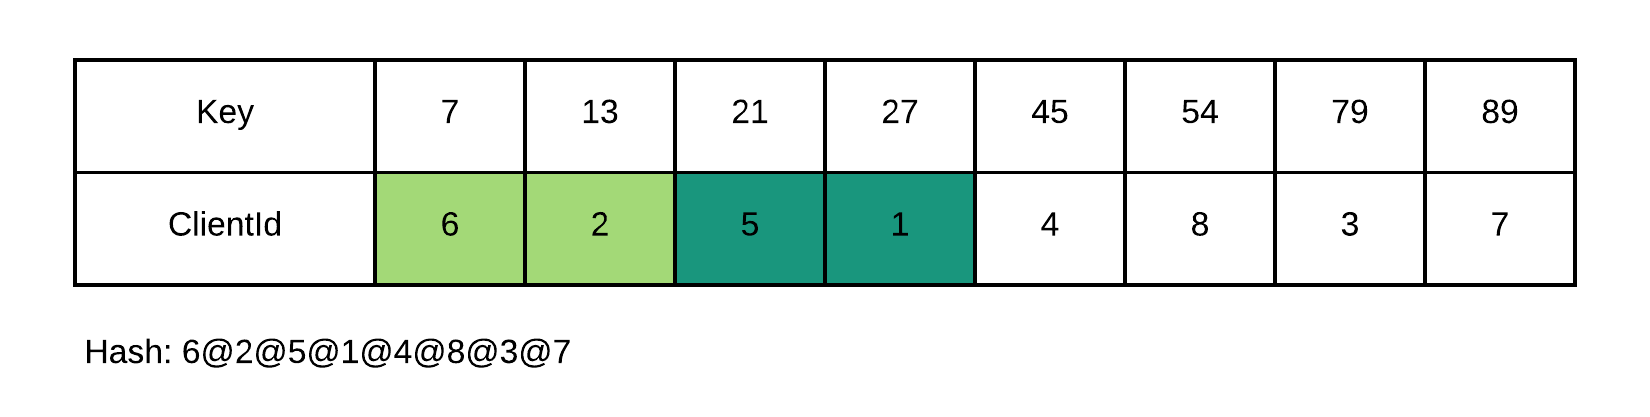 Key 7 13 21 27 45 54 79 89
ClientId 6 2 5 1 4 8 3 7
Hash: 6@2@5@1@4@8@3@7